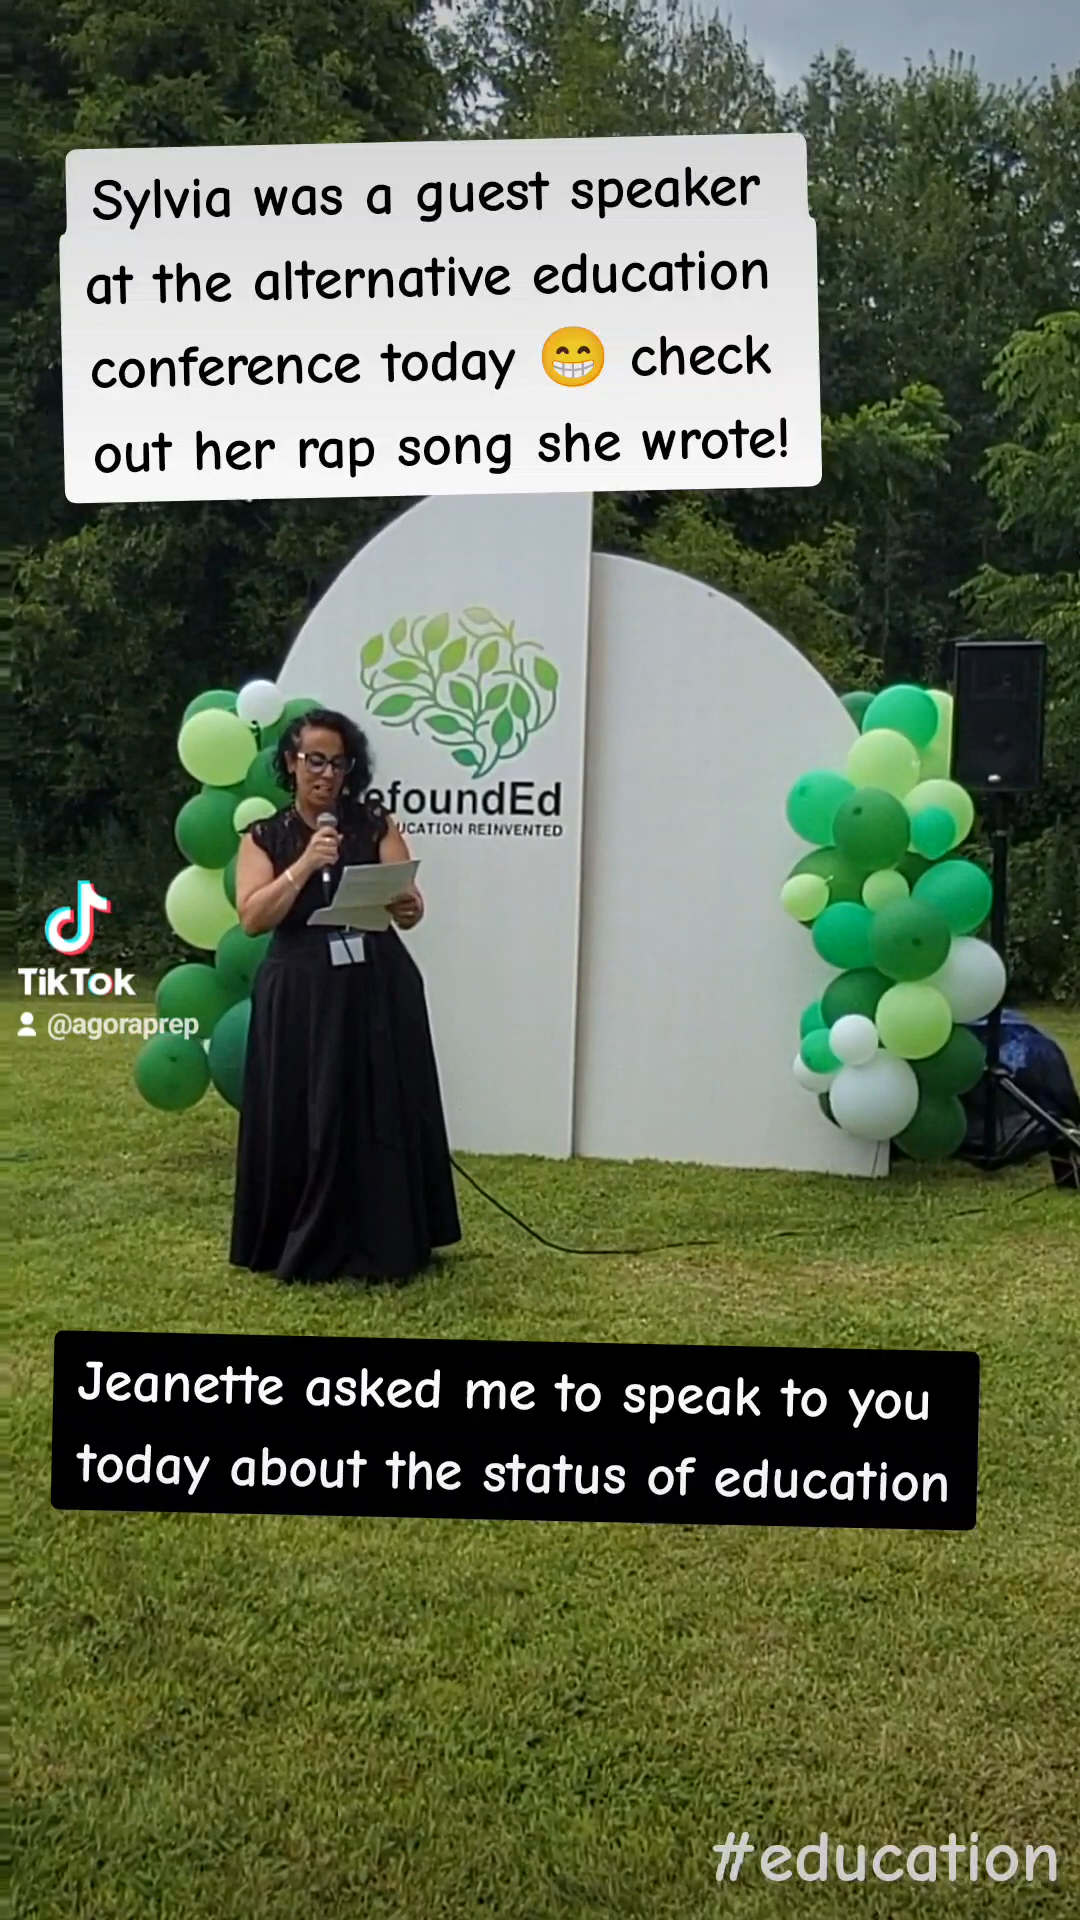 Sylvia was a guest speaker
at the alternative education
conference today 😁 check
out her rap song she wrote!
efoundEd
UCATION REINVENTED
TikTok
@agoraprep
Jeanette asked me to speak to you
today about the status of education
#education